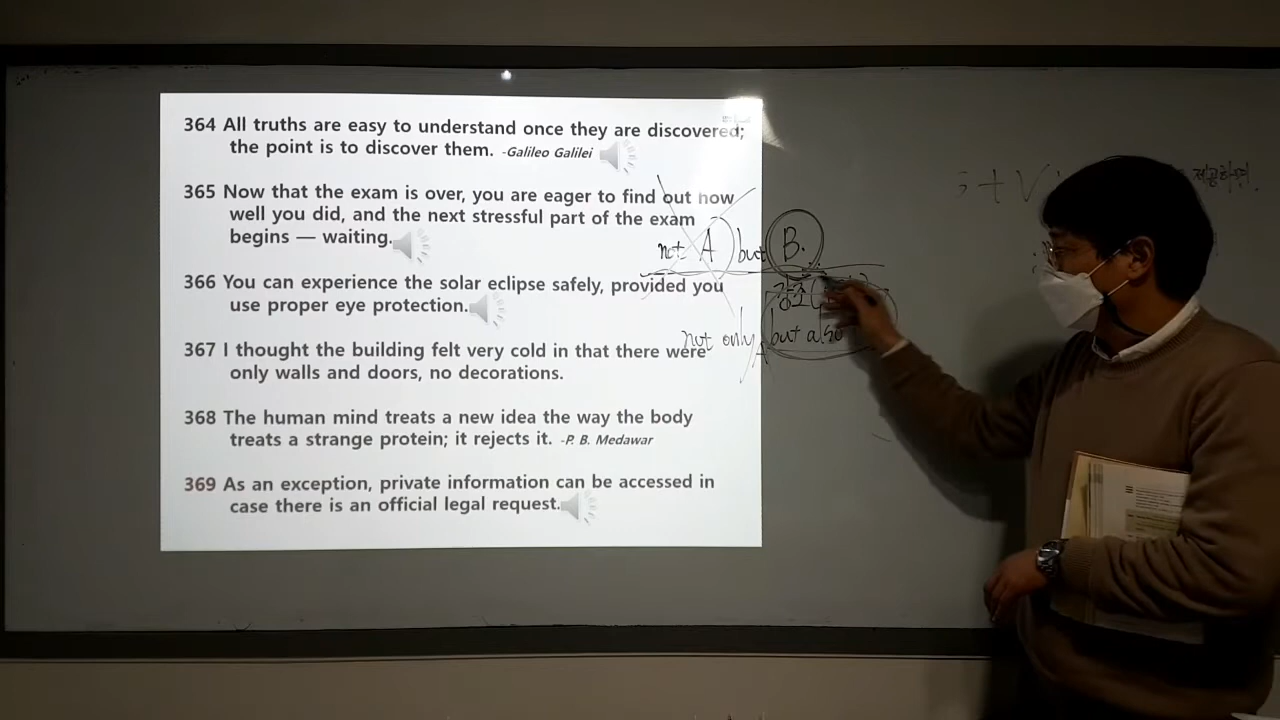 364 All truths are easy to understand once they are discovered;
the point is to discover them. -Galileo Galilei
365 Now that the exam is over, you are eager to find out how
well you did, and the next stressful part of the exam
begins — waiting.
366 You can experience the solar eclipse safely, provided you
use proper eye protection.
367 I thought the building felt very cold in that there were
only walls and doors, no decorations.
368 The human mind treats a new idea the way the body
treats a strange protein; it rejects it. -P. B. Medawar
369 As an exception, private information can be accessed in
case there is an official legal request.
not A but B.
강조
not only A but also
; + V